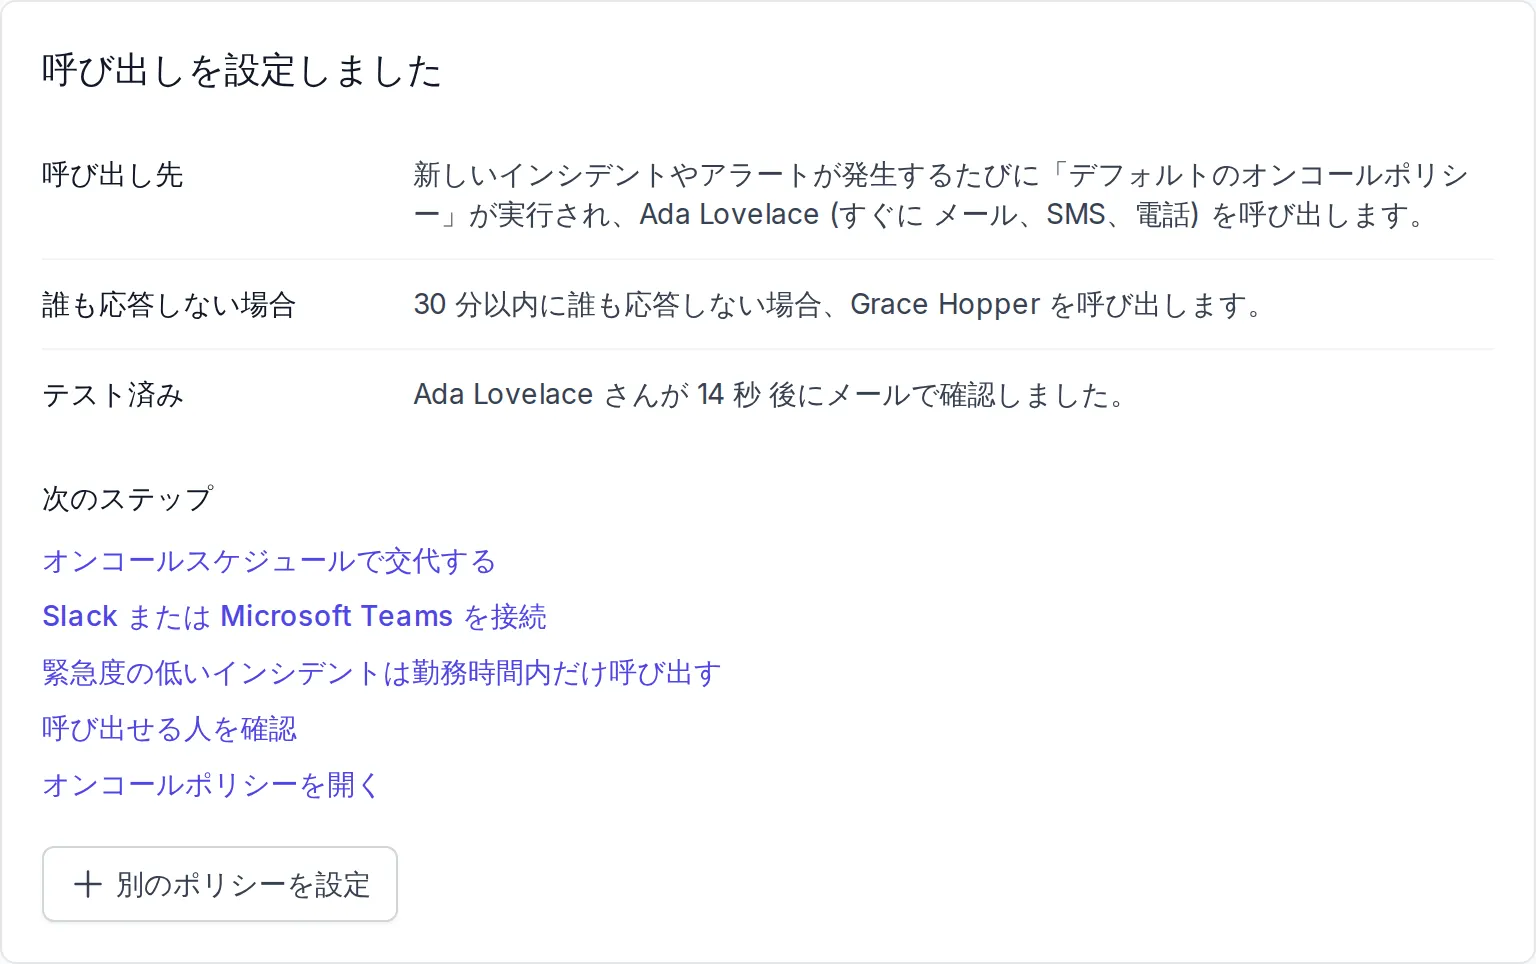 呼び出しを設定しました
呼び出し先
新しいインシデントやアラートが発生するたびに「デフォルトのオンコールポリシ
ー」が実行され、Ada Lovelace (すぐに メール、SMS、電話) を呼び出します。
誰も応答しない場合
30 分以内に誰も応答しない場合、Grace Hopper を呼び出します。
テスト済み
Ada Lovelace さんが 14 秒 後にメールで確認しました。
次のステップ
オンコールスケジュールで交代する
Slack または Microsoft Teams を接続
緊急度の低いインシデントは勤務時間内だけ呼び出す
呼び出せる人を確認
オンコールポリシーを開く
別のポリシーを設定